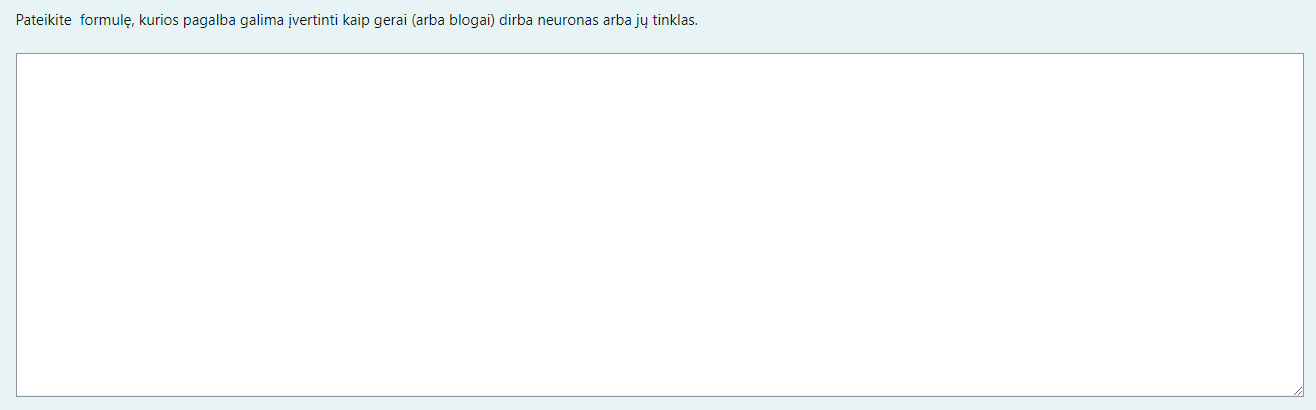 Pateikite  formulę, kurios pagalba galima įvertinti kaip gerai (arba blogai) dirba neuronas arba jų tinklas.